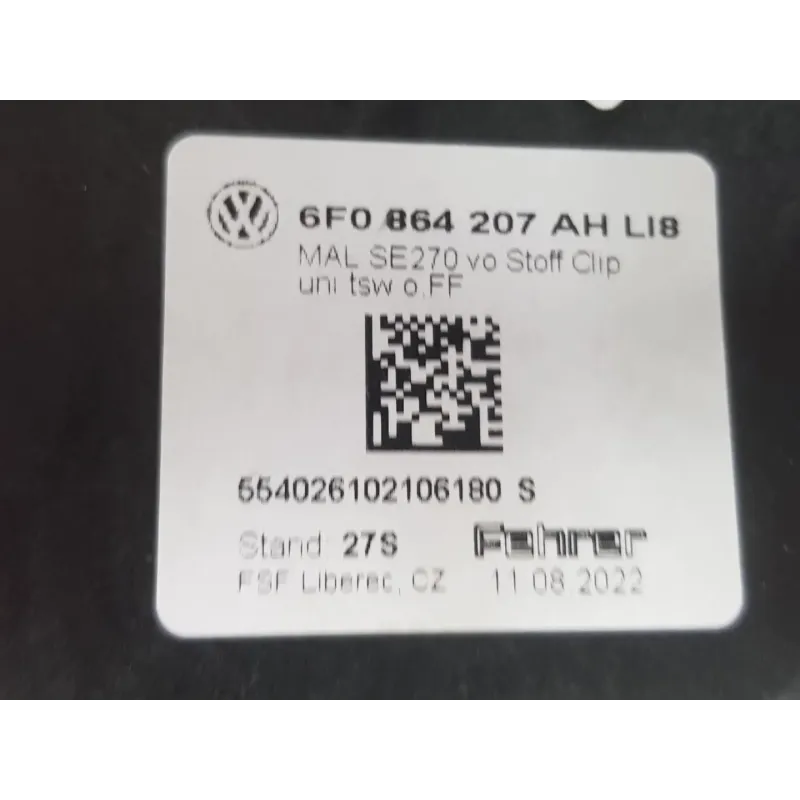 6F0 864 207 AH LI8
MAL SE270 vo Stoff Clip
uni tsw o.FF
554026102106180 S
Stand 27S Fehrer
FSF Liberec, CZ 11 08 2022